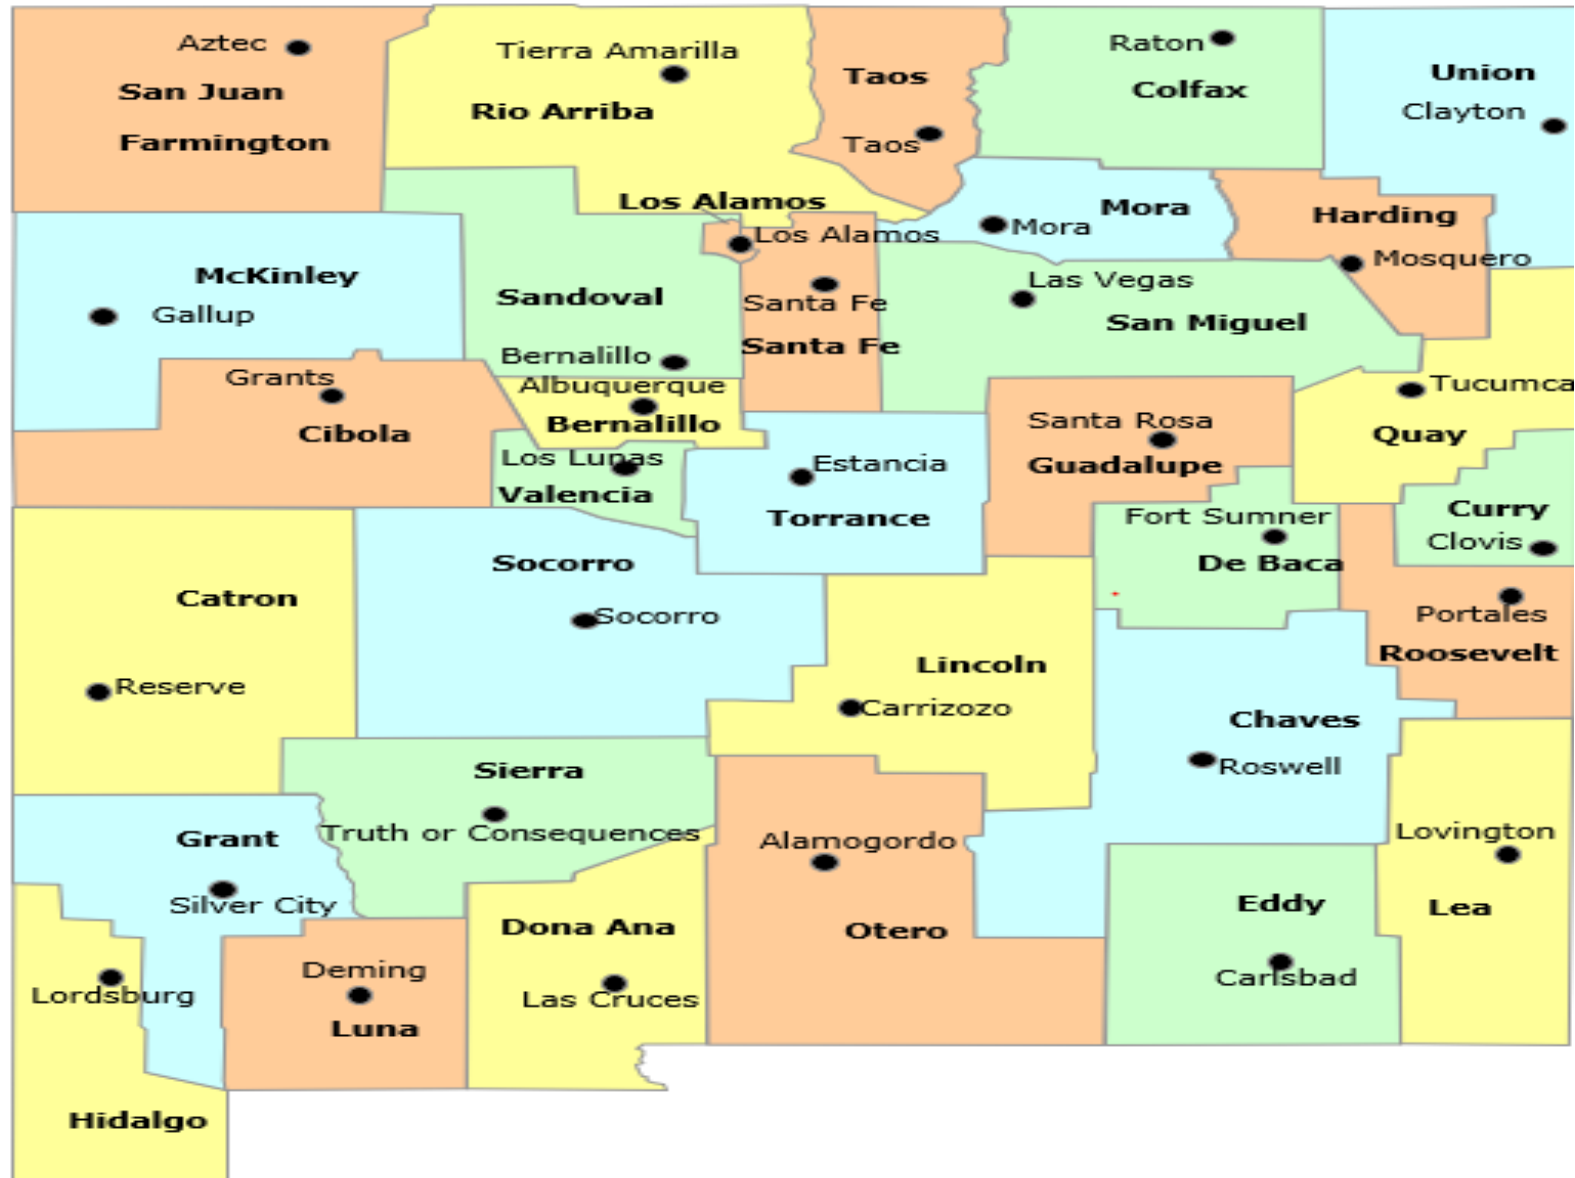 Aztec
San Juan
Farmington
Tierra Amarilla
Rio Arriba
Taos
Taos
Raton
Colfax
Union
Clayton
Los Alamos
Los Alamos
Mora
Mora
Harding
Mosquero
McKinley
Gallup
Sandoval
Bernalillo
Santa Fe
Santa Fe
Las Vegas
San Miguel
Grants
Cibola
Albuquerque
Bernalillo
Los Lunas
Valencia
Estancia
Torrance
Santa Rosa
Guadalupe
Tucumca
Quay
Curry
Clovis
Fort Sumner
De Baca
Portales
Roosevelt
Catron
Reserve
Socorro
Socorro
Lincoln
Carrizozo
Chaves
Roswell
Sierra
Truth or Consequences
Grant
Silver City
Alamogordo
Otero
Lovington
Lea
Eddy
Carlsbad
Dona Ana
Las Cruces
Deming
Luna
Lordsburg
Hidalgo